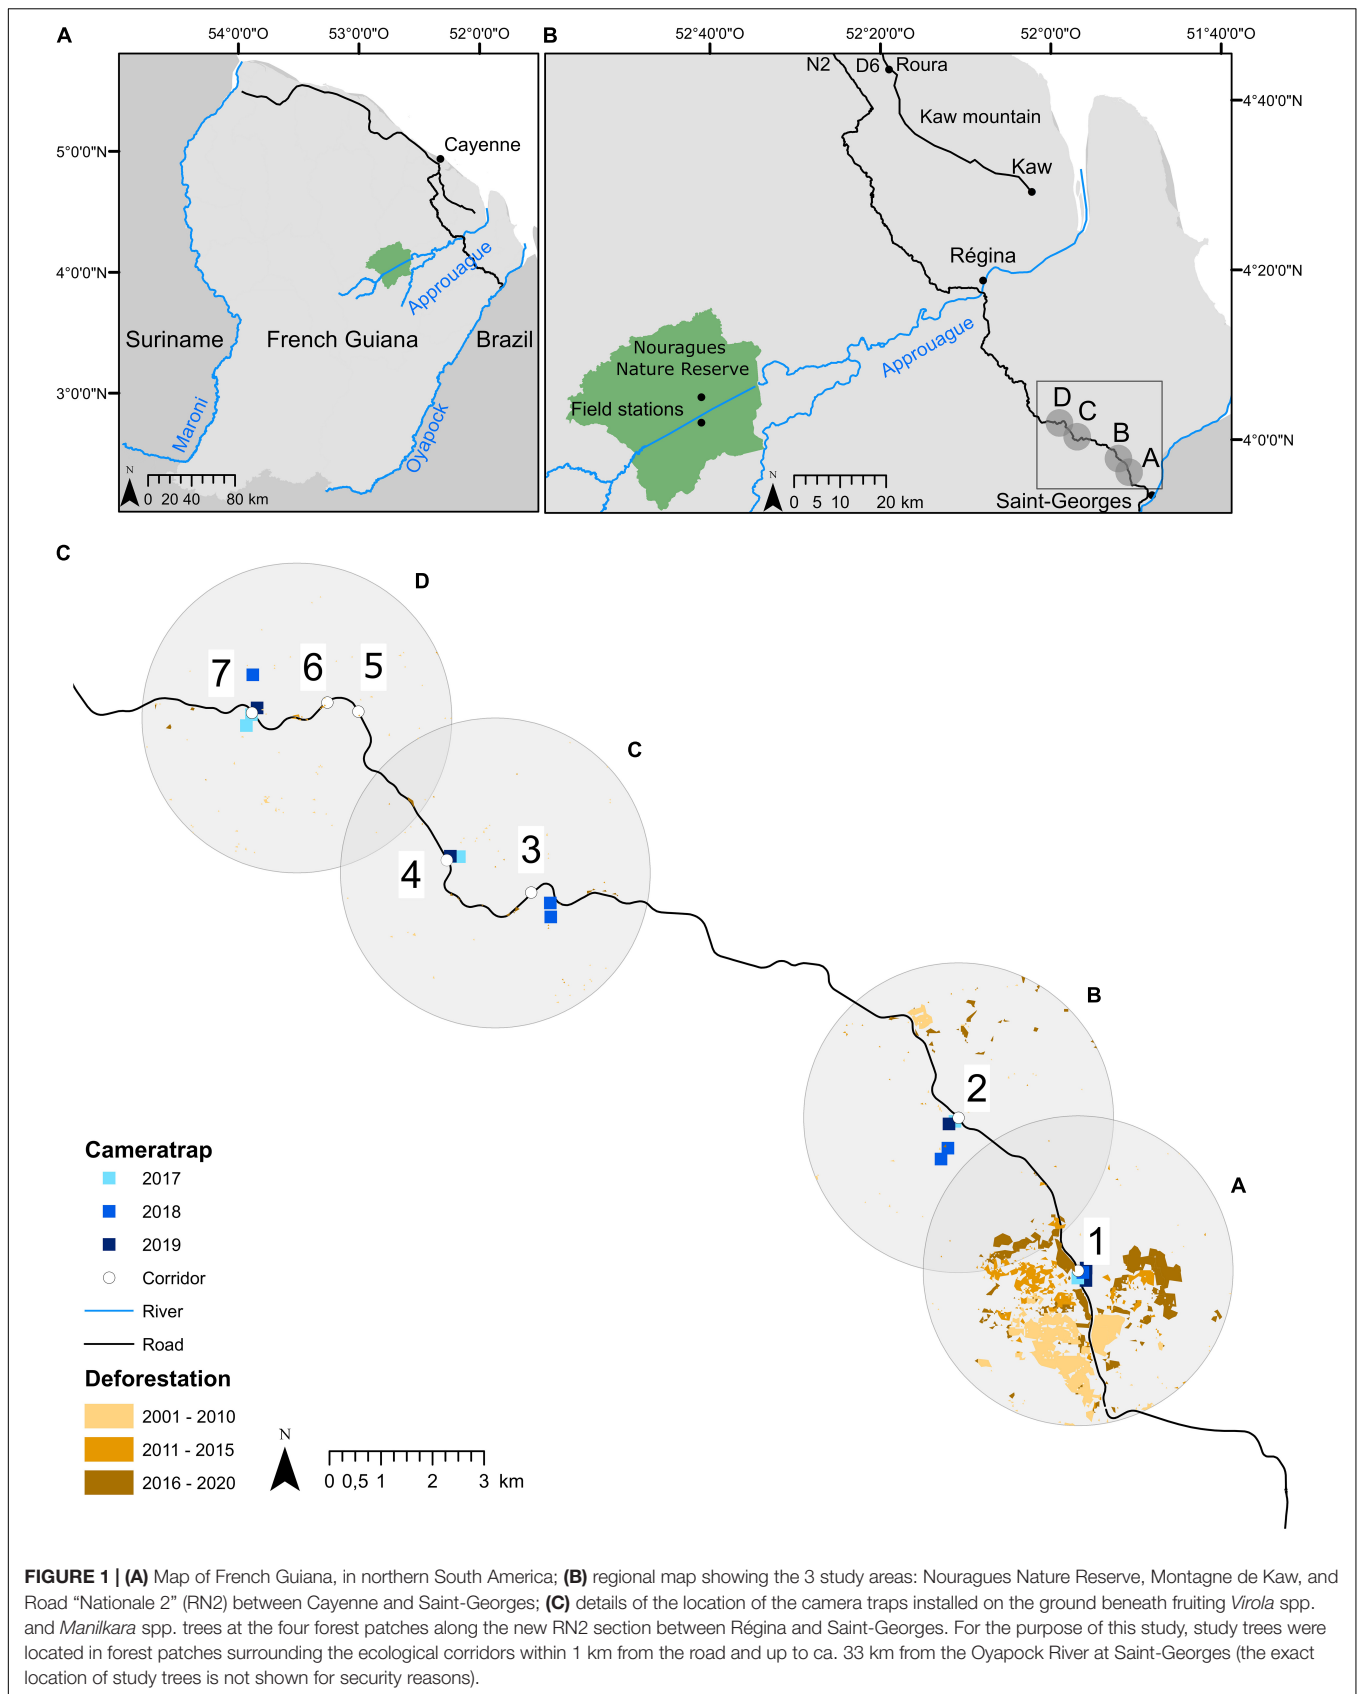 A
54°0'0"O
53°0'0"O
52°0'0"O
5°0'0"N
4°0'0"N
3°0'0"N
Cayenne
Approuague
Suriname
French Guiana
Brazil
Maroni
Oyapock
N
0 20 40 80 km
B
52°40'0"O
52°20'0"O
52°0'0"O
51°40'0"O
4°40'0"N
4°20'0"N
4°0'0"N
N2
D6
Roura
Kaw mountain
Kaw
Régina
Approuague
Nouragues
Nature Reserve
Field stations
D
C
B
A
Saint-Georges
N
0 5 10 20 km
C
D
7
6
5
C
3
4
B
2
A
1
Cameratrap
2017
2018
2019
Corridor
River
Road
Deforestation
2001 - 2010
2011 - 2015
2016 - 2020
N
0 0,5 1 2 3 km
FIGURE 1 | (A) Map of French Guiana, in northern South America; (B) regional map showing the 3 study areas: Nouragues Nature Reserve, Montagne de Kaw, and
Road “Nationale 2” (RN2) between Cayenne and Saint-Georges; (C) details of the location of the camera traps installed on the ground beneath fruiting Virola spp.
and Manilkara spp. trees at the four forest patches along the new RN2 section between Régina and Saint-Georges. For the purpose of this study, study trees were
located in forest patches surrounding the ecological corridors within 1 km from the road and up to ca. 33 km from the Oyapock River at Saint-Georges (the exact
location of study trees is not shown for security reasons).